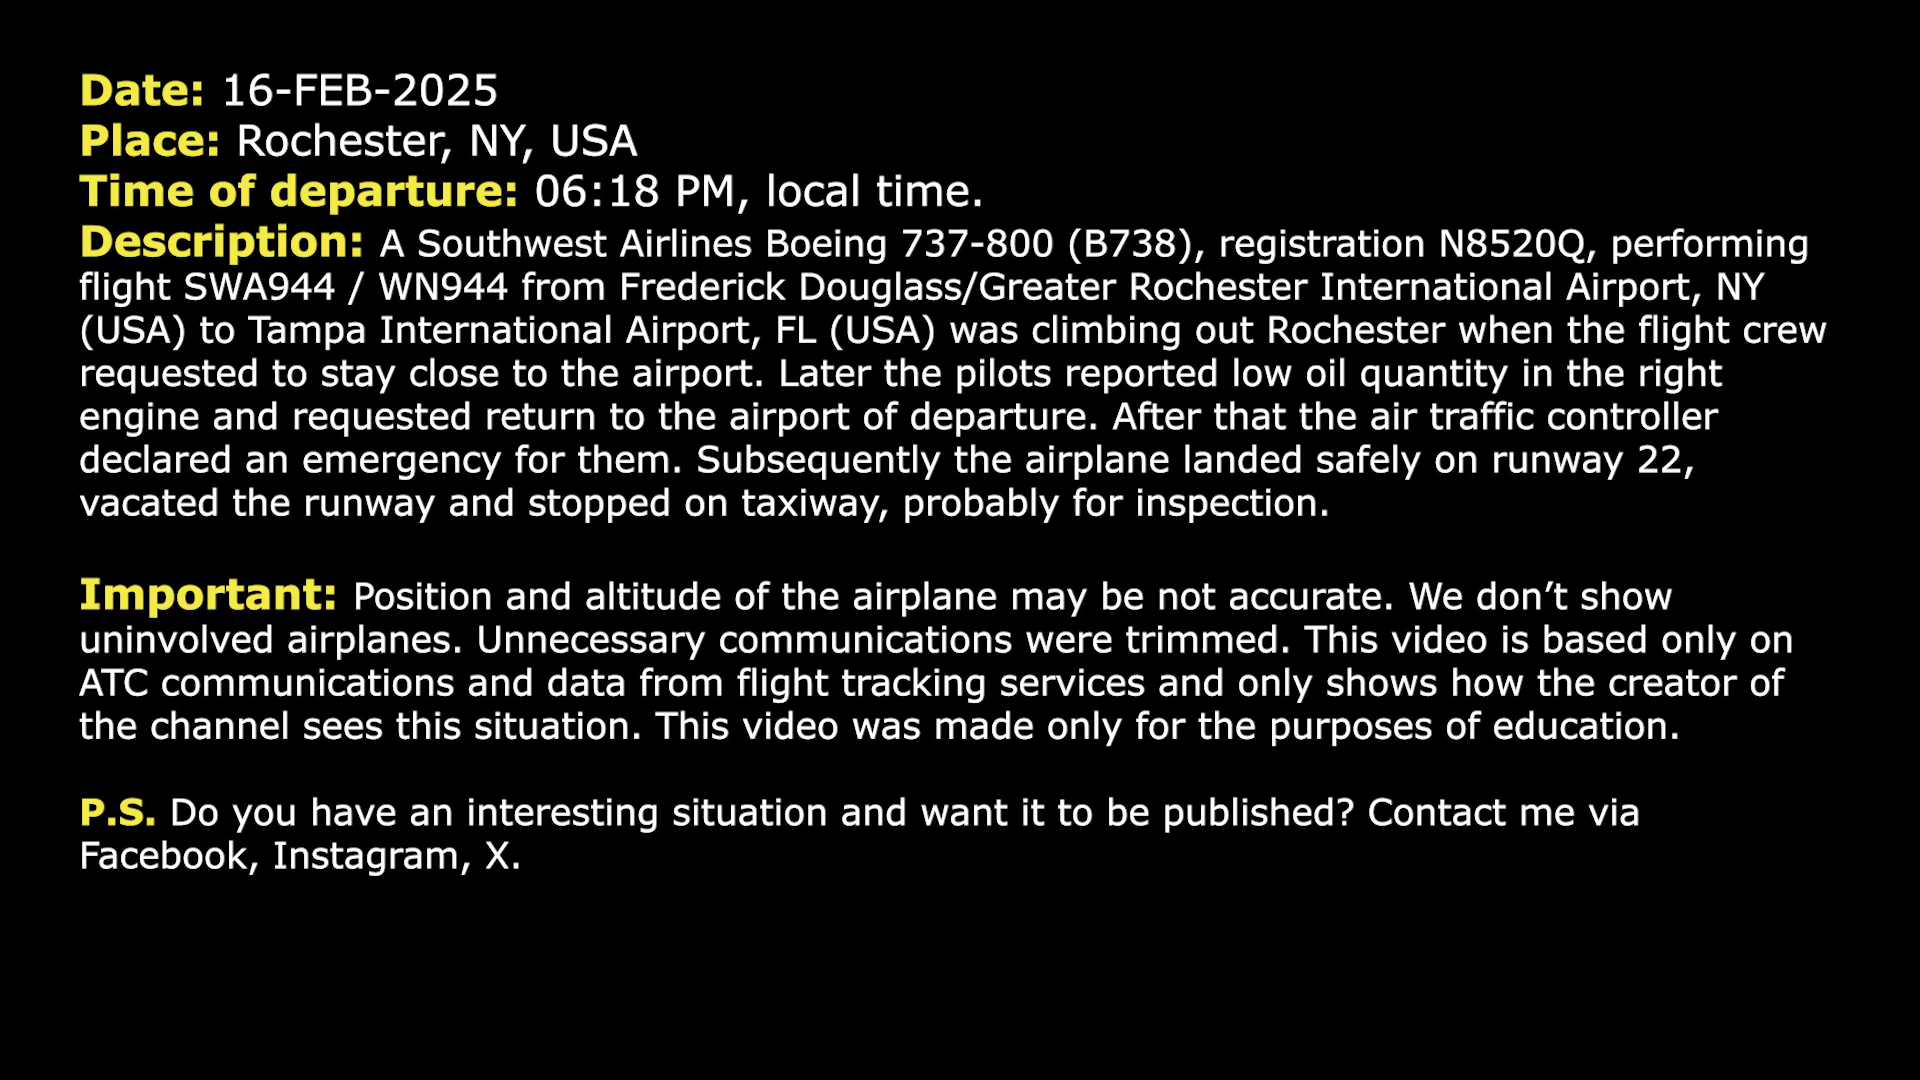 Date: 16-FEB-2025
Place: Rochester, NY, USA
Time of departure: 06:18 PM, local time.
Description: A Southwest Airlines Boeing 737-800 (B738), registration N8520Q, performing
flight SWA944 / WN944 from Frederick Douglass/Greater Rochester International Airport, NY
(USA) to Tampa International Airport, FL (USA) was climbing out Rochester when the flight crew
requested to stay close to the airport. Later the pilots reported low oil quantity in the right
engine and requested return to the airport of departure. After that the air traffic controller
declared an emergency for them. Subsequently the airplane landed safely on runway 22,
vacated the runway and stopped on taxiway, probably for inspection.
Important: Position and altitude of the airplane may be not accurate. We don’t show
uninvolved airplanes. Unnecessary communications were trimmed. This video is based only on
ATC communications and data from flight tracking services and only shows how the creator of
the channel sees this situation. This video was made only for the purposes of education.
P.S. Do you have an interesting situation and want it to be published? Contact me via
Facebook, Instagram, X.